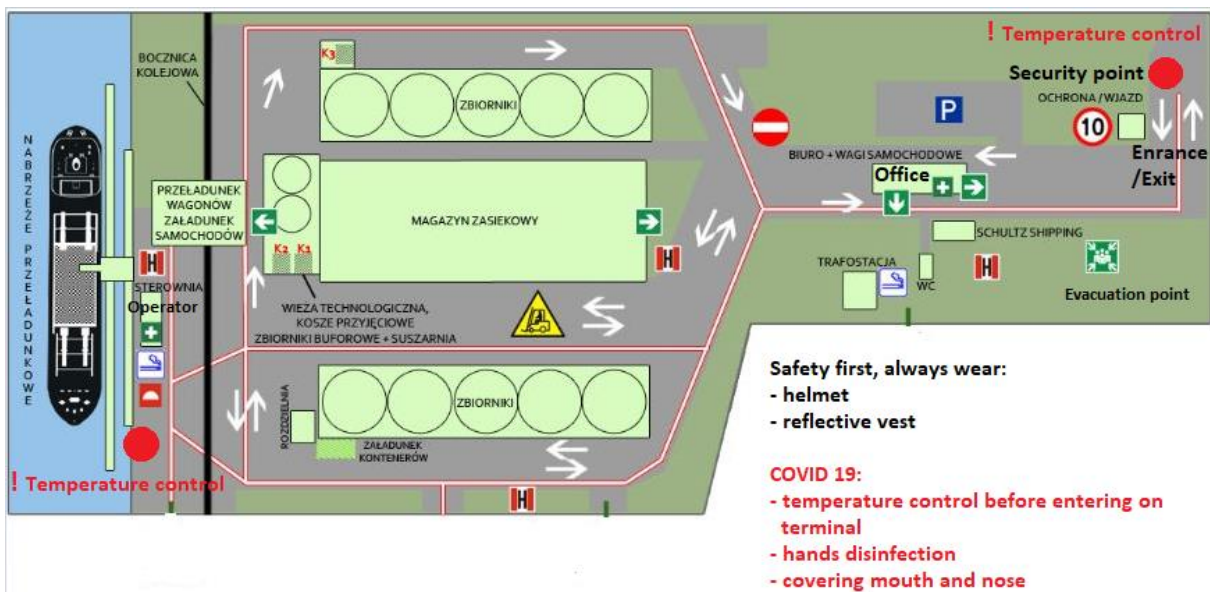 ! Temperature control
BOCZNICA
KOLEJOWA
K3
ZBIORNIKI
Security point
OCHRONA / WJAZD
P
10
NABRZEŻE PRZEŁADUNKOWE
BIURO + WAGI SAMOCHODOWE
Enrance
/Exit
Office
PRZEŁADUNEK
WAGONÓW
ZAŁADUNEK
SAMOCHODÓW
MAGAZYN ZASIEKOWY
K2 K1
H
SCHULTZ SHIPPING
TRAFOSTACJA
WC
H
H
STEROWNIA
Operator
Evacuation point
WIEŻA TECHNOLOGICZNA,
KOSZE PRZYJĘCIOWE
ZBIORNIKI BUFOROWE + SUSZARNIA
ROZDZIELNIA
ZBIORNIKI
ZAŁADUNEK
KONTENERÓW
! Temperature control
H
Safety first, always wear:
- helmet
- reflective vest
COVID 19:
- temperature control before entering on
terminal
- hands disinfection
- covering mouth and nose